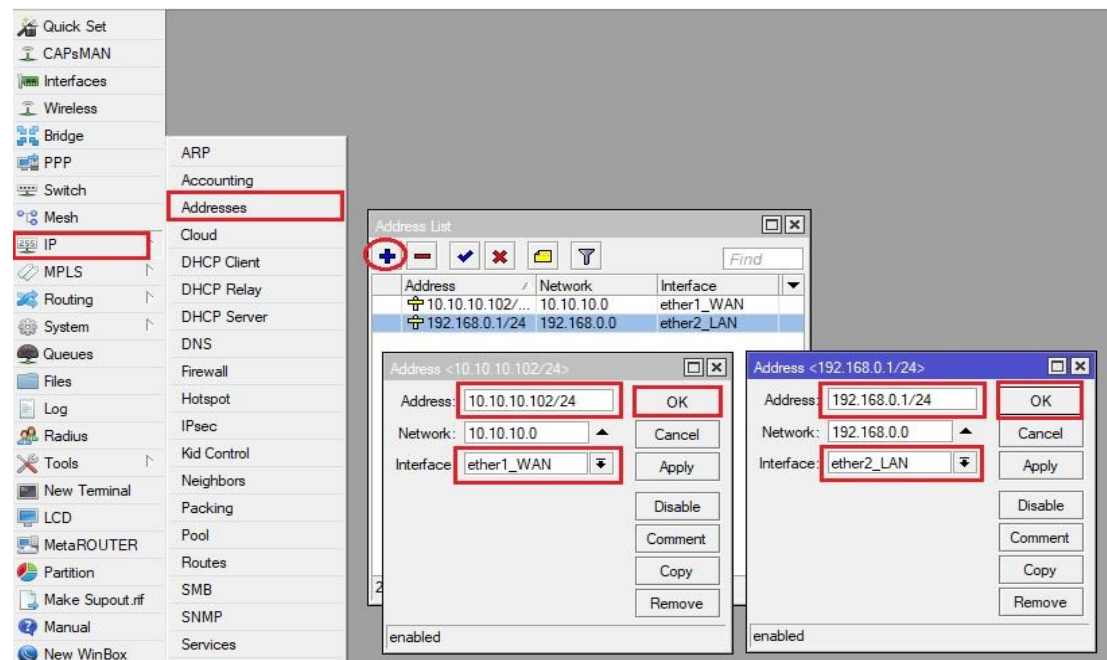 Quick Set
CAPsMAN
Interfaces
Wireless
Bridge
PPP
Switch
Mesh
IP
MPLS
Routing
System
Queues
Files
Log
Radius
Tools
New Terminal
LCD
MetaROUTER
Partition
Make Supout.rif
Manual
New WinBox
ARP
Accounting
Addresses
Cloud
DHCP Client
DHCP Relay
DHCP Server
DNS
Firewall
Hotspot
IPsec
Kid Control
Neighbors
Packing
Pool
Routes
SMB
SNMP
Services
Address List
Find
Address Network Interface
10.10.10.102/... 10.10.10.0 ether1_WAN
192.168.0.1/24 192.168.0.0 ether2_LAN
2
Address <10.10.10.102/24>
Address: 10.10.10.102/24 OK
Network: 10.10.10.0 Cancel
Interface ether1_WAN Apply
Disable
Comment
Copy
Remove
enabled
Address <192.168.0.1/24>
Address: 192.168.0.1/24 OK
Network: 192.168.0.0 Cancel
Interface: ether2_LAN Apply
Disable
Comment
Copy
Remove
enabled